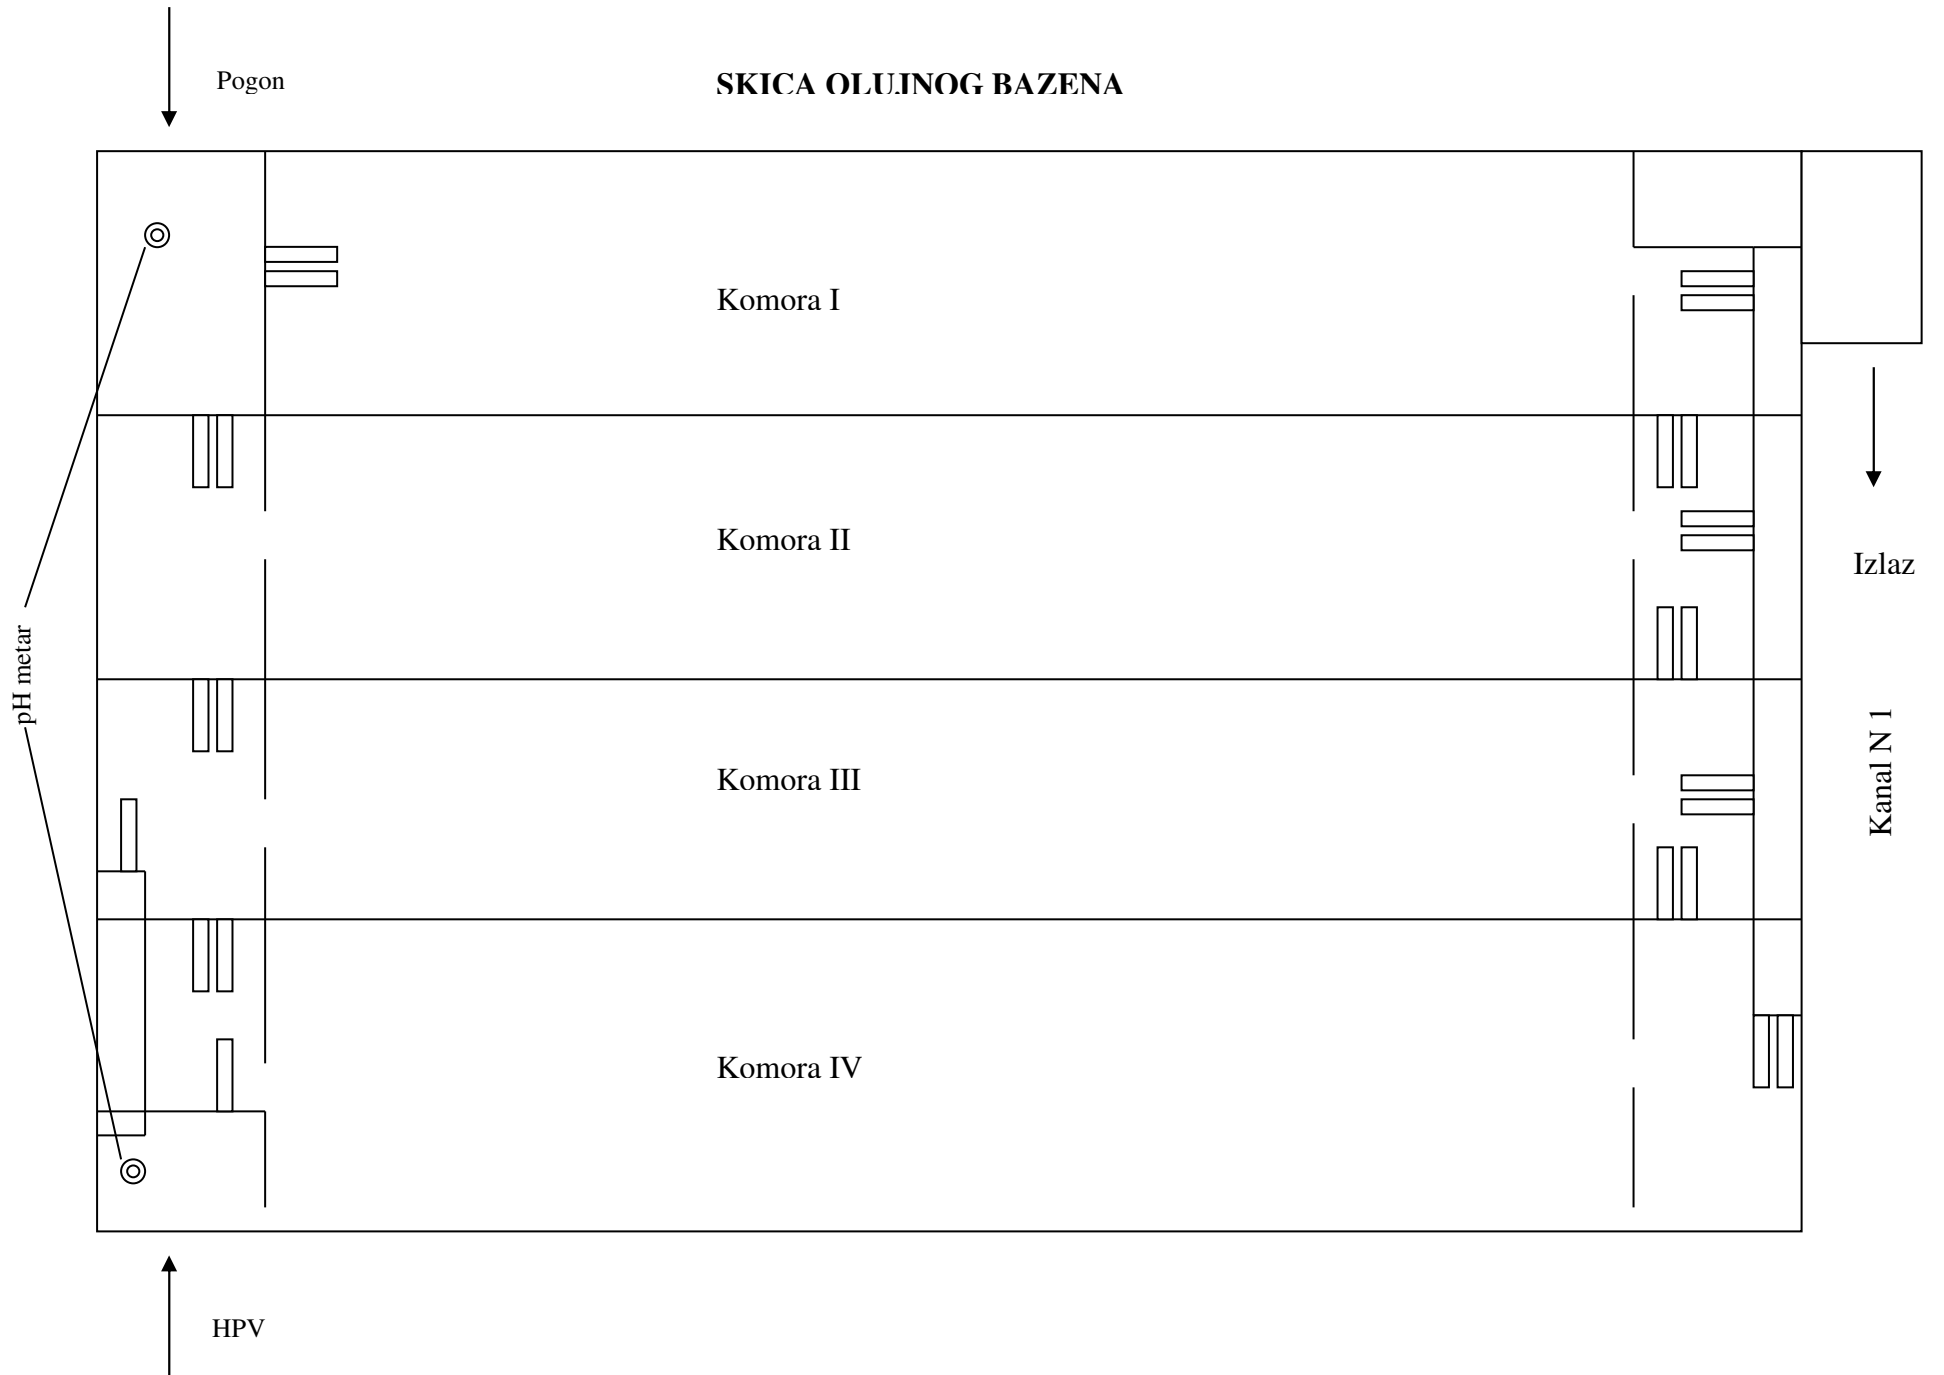 Pogon
SKICA OLUJNOG BAZENA
Komora I
Komora II
Izlaz
pH metar
Komora III
Kanal N 1
Komora IV
HPV